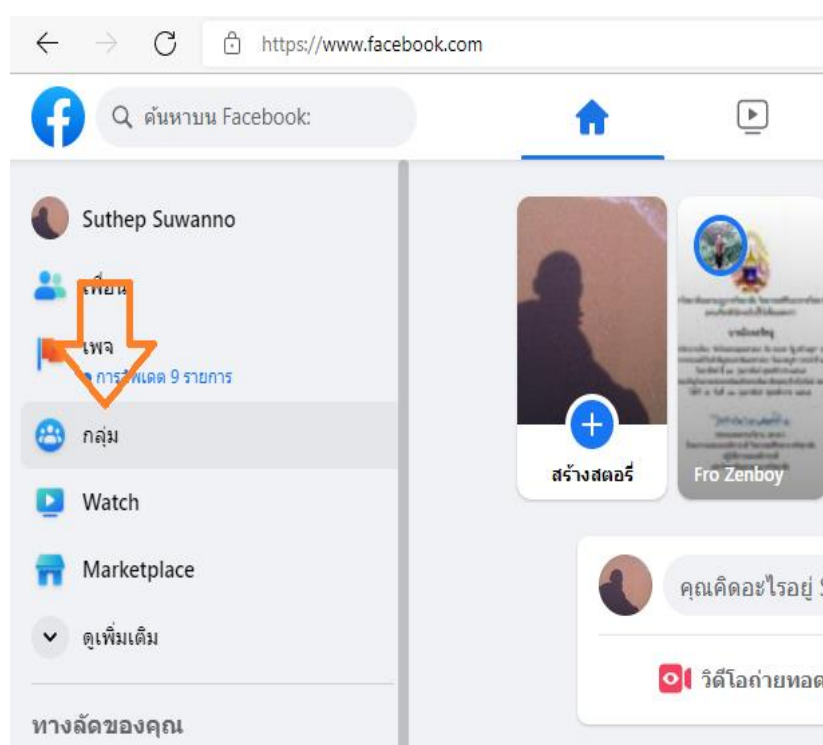 https://www.facebook.com
ค้นหาบน Facebook:
Suthep Suwanno
เพื่อน
เพจ
การอัพเดต 9 รายการ
กลุ่ม
Watch
Marketplace
ดูเพิ่มเติม
ทางลัดของคุณ
สร้างสตอรี่
Fro Zenboy
คุณคิดอะไรอยู่
วิดีโอถ่ายทอด